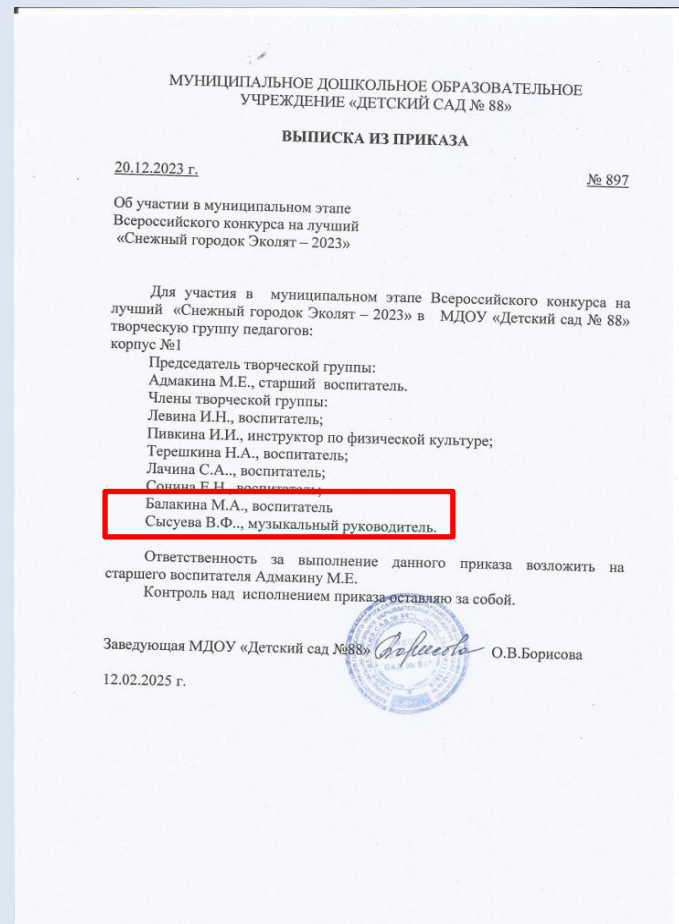 МУНИЦИПАЛЬНОЕ ДОШКОЛЬНОЕ ОБРАЗОВАТЕЛЬНОЕ
УЧРЕЖДЕНИЕ «ДЕТСКИЙ САД № 88»
ВЫПИСКА ИЗ ПРИКАЗА
20.12.2023 г.
№ 897
Об участии в муниципальном этапе
Всероссийского конкурса на лучший
«Снежный городок Эколят – 2023»
Для участия в муниципальном этапе Всероссийского конкурса на
лучший «Снежный городок Эколят – 2023» в МДОУ «Детский сад № 88»
творческую группу педагогов:
корпус №1
Председатель творческой группы:
Адмакина М.Е., старший воспитатель.
Члены творческой группы:
Левина И.Н., воспитатель;
Пивкина И.И., инструктор по физической культуре;
Терешкина Н.А., воспитатель;
Лачина С.А.., воспитатель;
Сонина Е.Н., воспитатель;
Балакина М.А., воспитатель
Сысуева В.Ф.., музыкальный руководитель.
Ответственность за выполнение данного приказа возложить на
старшего воспитателя Адмакину М.Е.
Контроль над исполнением приказа оставляю за собой.
Заведующая МДОУ «Детский сад №88» О.В.Борисова
12.02.2025 г.